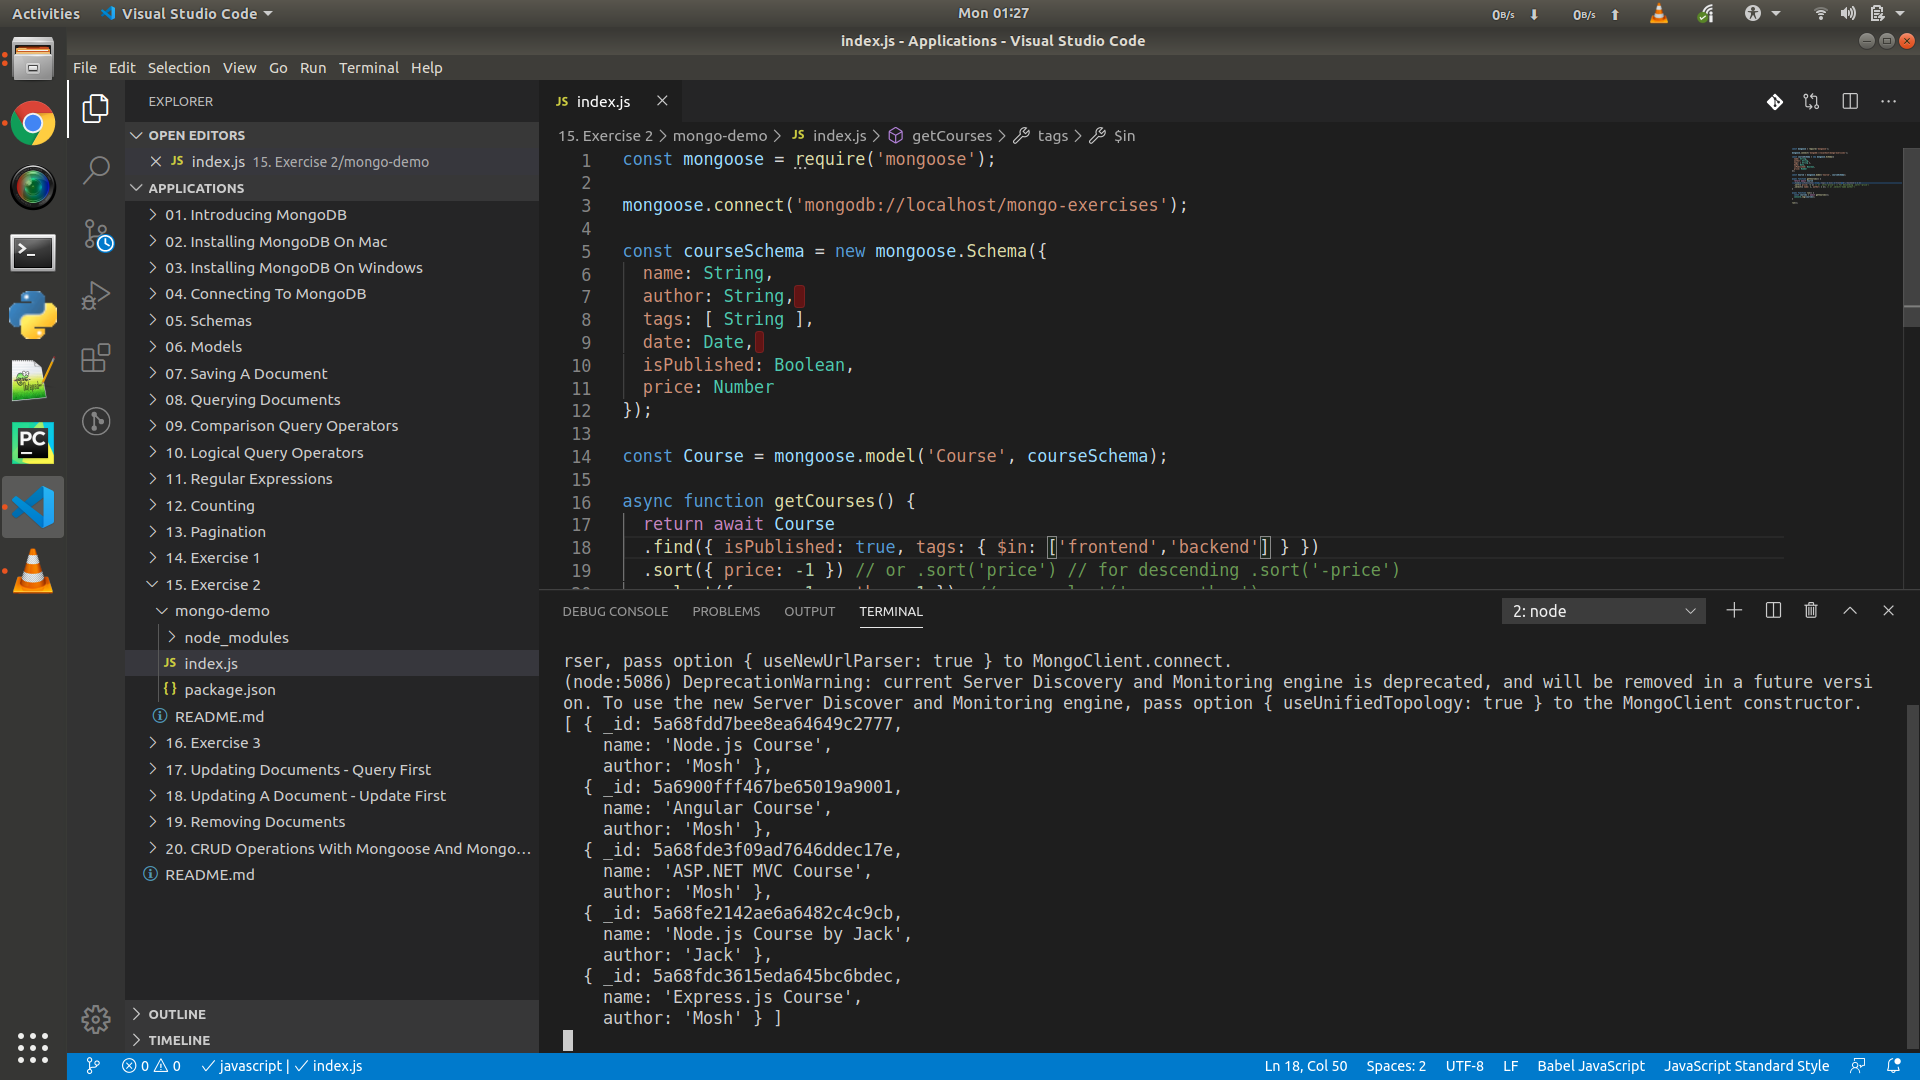 Activities
Visual Studio Code
Mon 01:27
0B/s
0B/s
index.js - Applications - Visual Studio Code
File Edit Selection View Go Run Terminal Help
EXPLORER
OPEN EDITORS
JS index.js 15. Exercise 2/mongo-demo
APPLICATIONS
01. Introducing MongoDB
02. Installing MongoDB On Mac
03. Installing MongoDB On Windows
04. Connecting To MongoDB
05. Schemas
06. Models
07. Saving A Document
08. Querying Documents
09. Comparison Query Operators
10. Logical Query Operators
11. Regular Expressions
12. Counting
13. Pagination
14. Exercise 1
15. Exercise 2
mongo-demo
node_modules
JS index.js
{} package.json
README.md
16. Exercise 3
17. Updating Documents - Query First
18. Updating A Document - Update First
19. Removing Documents
20. CRUD Operations With Mongoose And Mongo...
README.md
OUTLINE
TIMELINE
PC
JS index.js
15. Exercise 2 > mongo-demo > JS index.js > getCourses > tags > $in
1 const mongoose = require('mongoose');
2
3 mongoose.connect('mongodb://localhost/mongo-exercises');
4
5 const courseSchema = new mongoose.Schema({
6 name: String,
7 author: String,
8 tags: [ String ],
9 date: Date,
10 isPublished: Boolean,
11 price: Number
12 });
13
14 const Course = mongoose.model('Course', courseSchema);
15
16 async function getCourses() {
17 return await Course
18 .find({ isPublished: true, tags: { $in: ['frontend','backend'] } })
19 .sort({ price: -1 }) // or .sort('price') // for descending .sort('-price')
DEBUG CONSOLE PROBLEMS OUTPUT TERMINAL
2: node
rser, pass option { useNewUrlParser: true } to MongoClient.connect.
(node:5086) DeprecationWarning: current Server Discovery and Monitoring engine is deprecated, and will be removed in a future versi
on. To use the new Server Discover and Monitoring engine, pass option { useUnifiedTopology: true } to the MongoClient constructor.
[ { _id: 5a68fdd7bee8ea64649c2777,
name: 'Node.js Course',
author: 'Mosh' },
{ _id: 5a6900fff467be65019a9001,
name: 'Angular Course',
author: 'Mosh' },
{ _id: 5a68fde3f09ad7646ddec17e,
name: 'ASP.NET MVC Course',
author: 'Mosh' },
{ _id: 5a68fe2142ae6a6482c4c9cb,
name: 'Node.js Course by Jack',
author: 'Jack' },
{ _id: 5a68fdc3615eda645bc6bdec,
name: 'Express.js Course',
author: 'Mosh' } ]
0 0 javascript | index.js
Ln 18, Col 50 Spaces: 2 UTF-8 LF Babel JavaScript JavaScript Standard Style